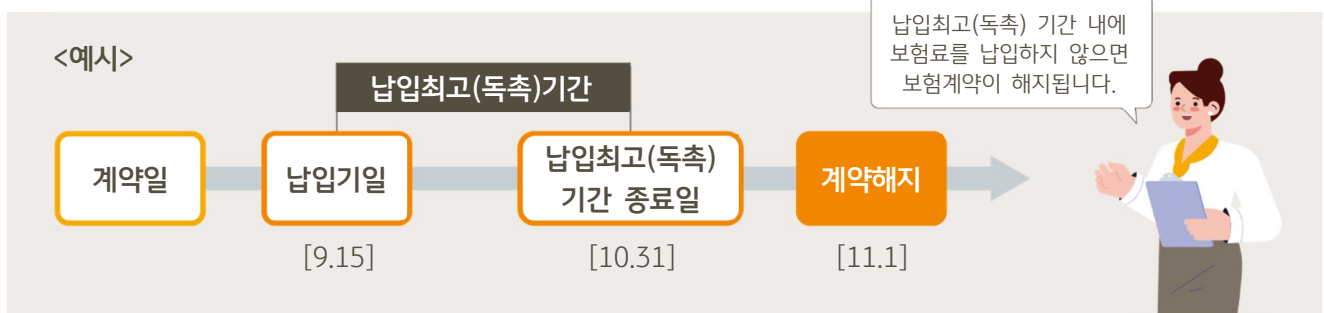 납입최고(독촉) 기간 내에
보험료를 납입하지 않으면
보험계약이 해지됩니다.
<예시>
납입최고(독촉)기간
계약일
납입기일
납입최고(독촉)
기간 종료일
계약해지
[9.15]
[10.31]
[11.1]